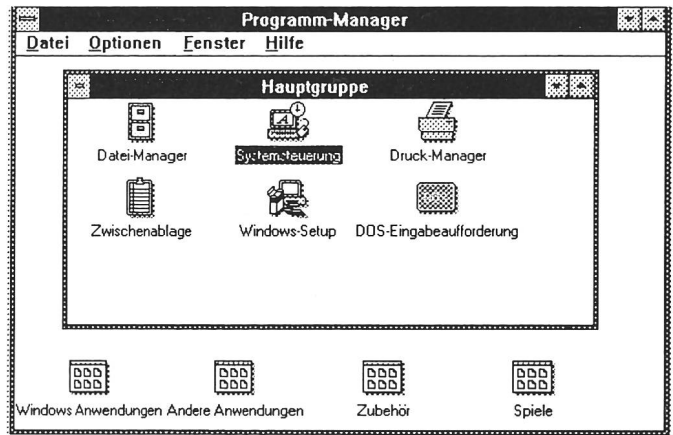 Programm-Manager
Datei Optionen Fenster Hilfe
Hauptgruppe
Datei-Manager Systemsteuerung Druck-Manager
Zwischenablage Windows-Setup DOS-Eingabeaufforderung
Windows Anwendungen Andere Anwendungen Zubehör Spiele